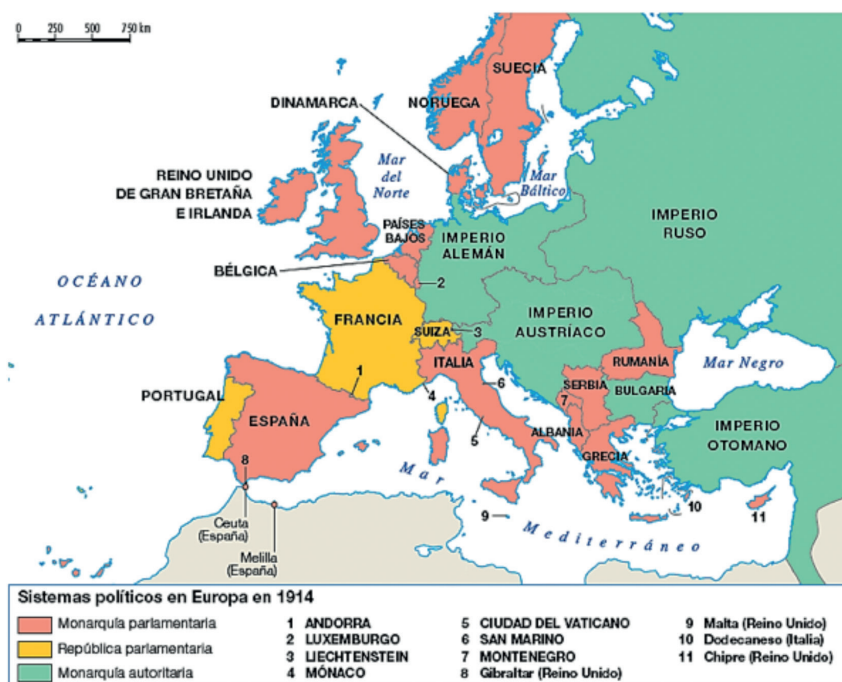 0 250 500 750 km
SUECIA
DINAMARCA
NORUEGA
REINO UNIDO
DE GRAN BRETAÑA
E IRLANDA
Mar
del
Norte
Mar
Báltico
PAÍSES
BAJOS
IMPERIO
ALEMÁN
IMPERIO
RUSO
BÉLGICA
2
OCÉANO
ATLÁNTICO
FRANCIA
SUIZA
3
IMPERIO
AUSTRÍACO
ITALIA
RUMANÍA
Mar Negro
1
4
6
SERBIA
7
BULGARIA
PORTUGAL
ESPAÑA
5
ALBANIA
GRECIA
IMPERIO
OTOMANO
8
Ceuta
(España)
Melilla
(España)
Mar
Mediterráneo
9
10
11
Sistemas políticos en Europa en 1914
Monarquía parlamentaria
República parlamentaria
Monarquía autoritaria
1 ANDORRA
2 LUXEMBURGO
3 LIECHTENSTEIN
4 MÓNACO
5 CIUDAD DEL VATICANO
6 SAN MARINO
7 MONTENEGRO
8 Gibraltar (Reino Unido)
9 Malta (Reino Unido)
10 Dodecaneso (Italia)
11 Chipre (Reino Unido)